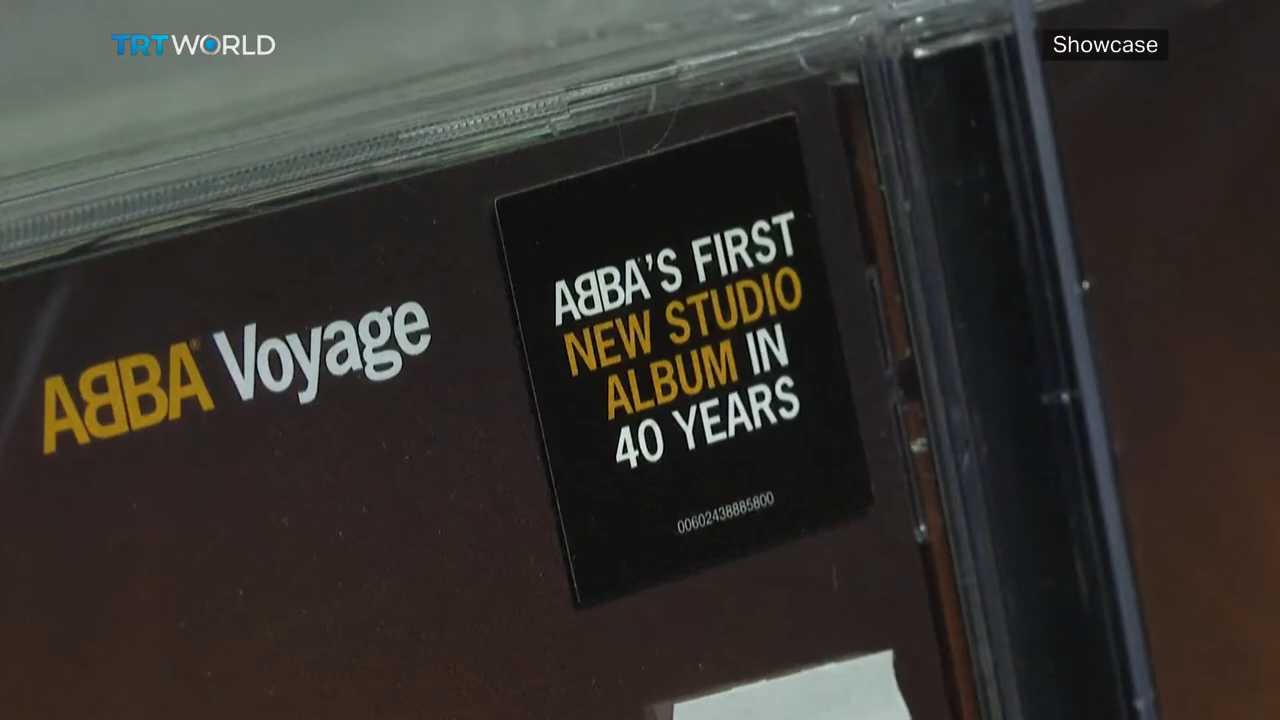 TRT WORLD
Showcase
ABBA® Voyage
ABBA'S FIRST
NEW STUDIO
ALBUM IN
40 YEARS
00602438885800